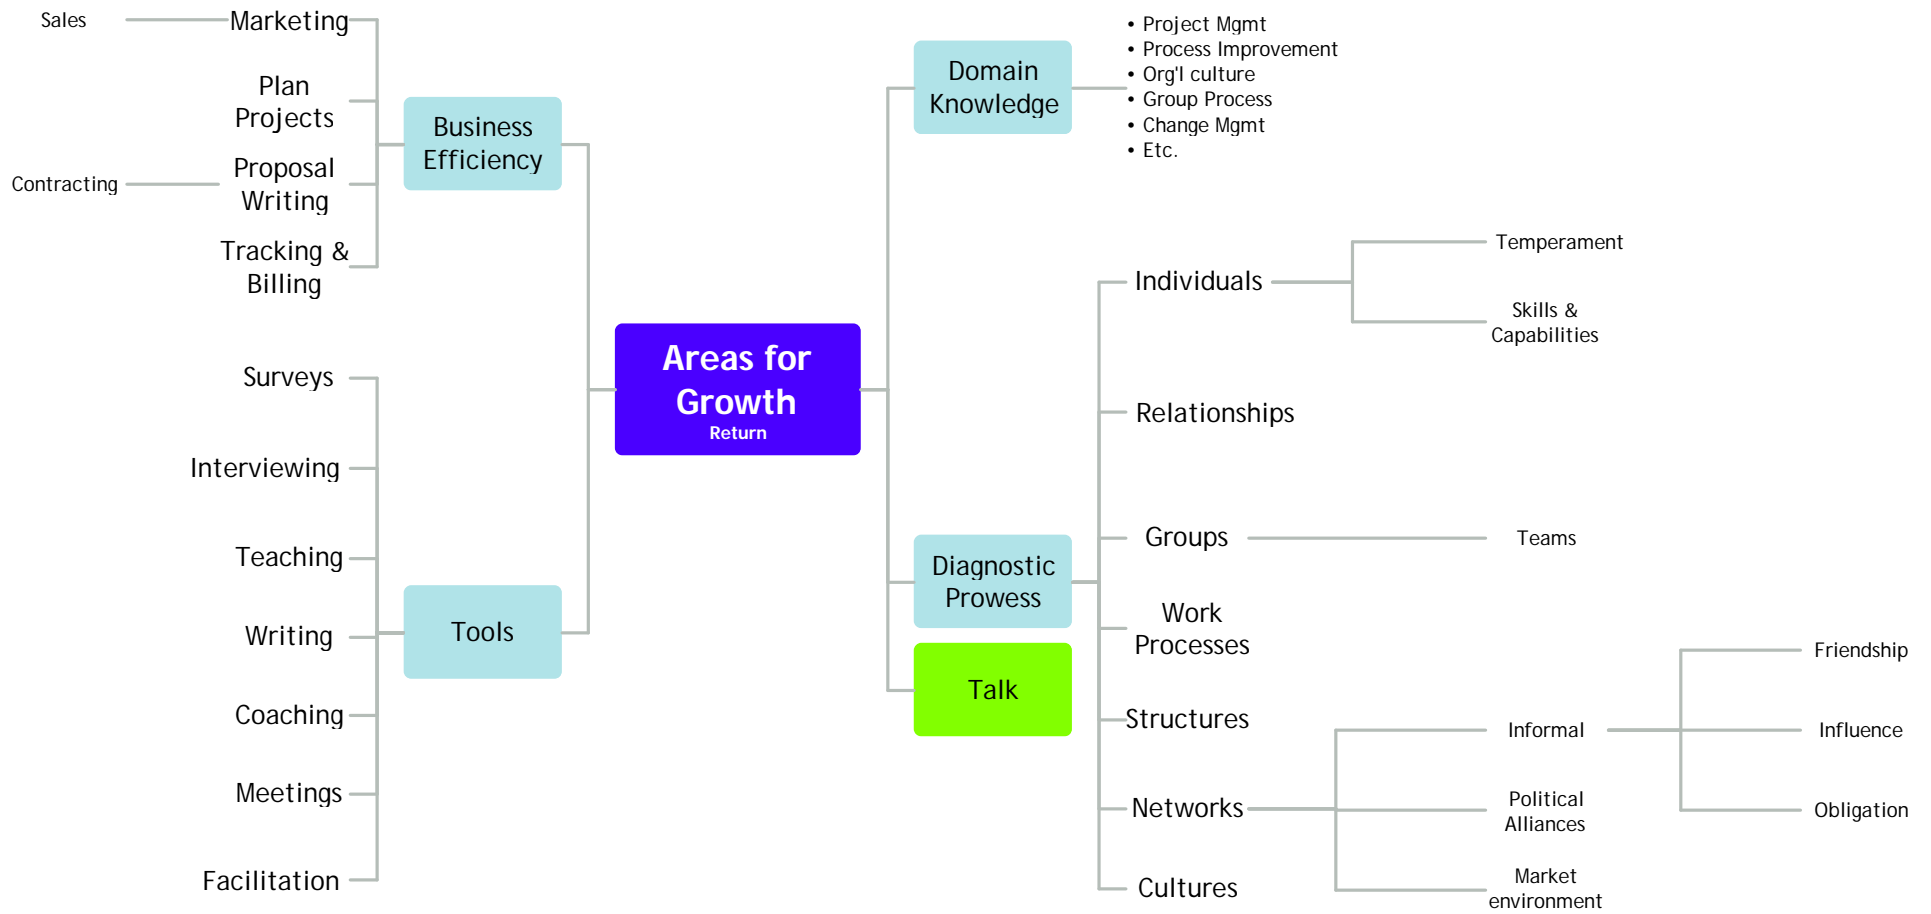 Sales
Marketing
Plan
Projects
Contracting
Proposal
Writing
Tracking &
Billing
Business
Efficiency
Surveys
Interviewing
Teaching
Writing
Coaching
Meetings
Facilitation
Tools
Areas for
Growth
Return
Domain
Knowledge
• Project Mgmt
• Process Improvement
• Org'l culture
• Group Process
• Change Mgmt
• Etc.
Diagnostic
Prowess
Talk
Individuals
Temperament
Skills &
Capabilities
Relationships
Groups
Teams
Work
Processes
Structures
Networks
Informal
Friendship
Influence
Obligation
Political
Alliances
Market
environment
Cultures